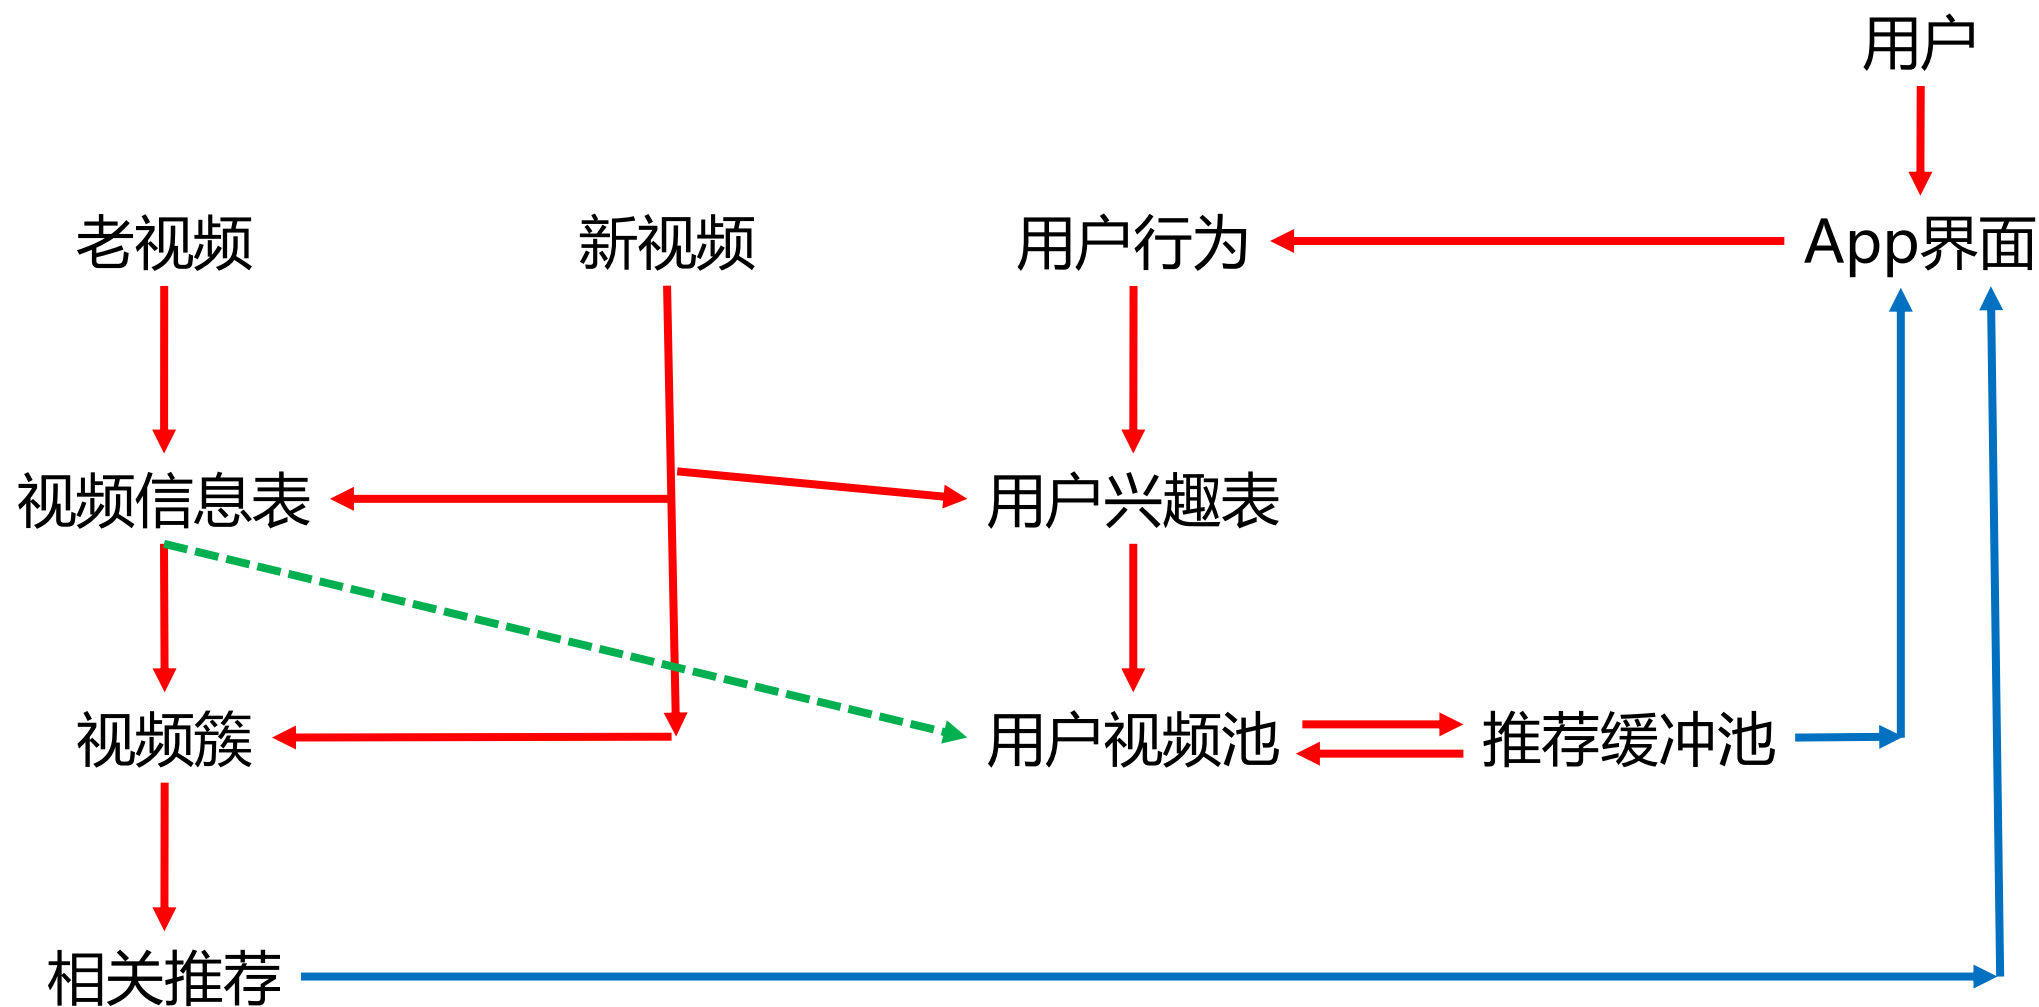 用户
老视频
新视频
用户行为
App界面
视频信息表
用户兴趣表
视频簇
用户视频池
推荐缓冲池
相关推荐